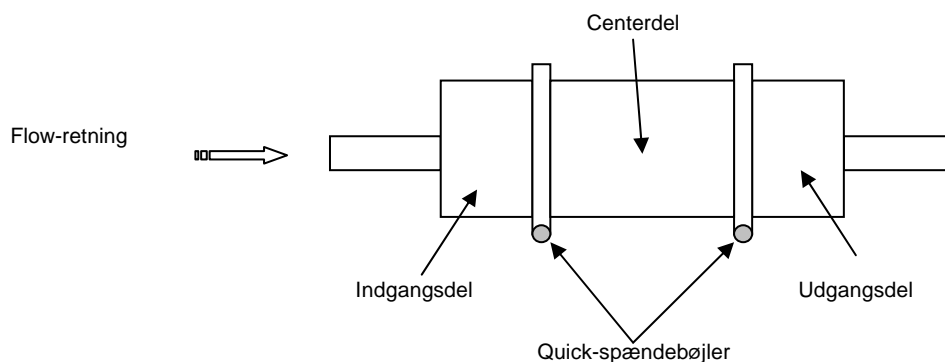 Centerdel
Flow-retning
Indgangsdel
Udgangsdel
Quick-spændebøjler